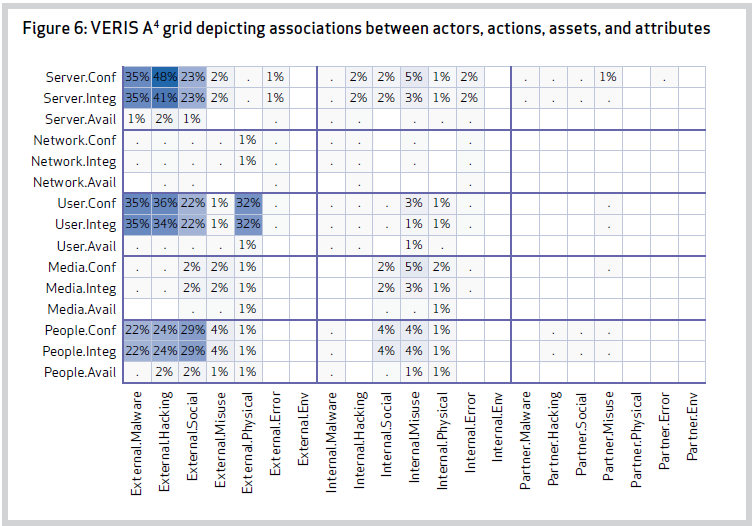 Figure 6: VERIS A⁴ grid depicting associations between actors, actions, assets, and attributes
Server.Conf 35% 48% 23% 2% . 1% . 2% 2% 5% 1% 2% . . . 1% .
Server.Integ 35% 41% 23% 2% . 1% . 2% 2% 3% 1% 2% . . . .
Server.Avail 1% 2% 1% . . . . .
Network.Conf . . . . 1% . . . . .
Network.Integ . . . . 1% . . . .
Network.Avail . . . .
User.Conf 35% 36% 22% 1% 32% . . . . 3% 1% .
User.Integ 35% 34% 22% 1% 32% . . . . 1% 1% .
User.Avail . . . . 1% . . 1% .
Media.Conf . . 2% 2% 1% 2% 5% 2% . .
Media.Integ . . 2% 2% 1% 2% 3% 1% .
Media.Avail . . 1% . . 1%
People.Conf 22% 24% 29% 4% 1% . 4% 4% 1% . . .
People.Integ 22% 24% 29% 4% 1% . 4% 4% 1% . . .
People.Avail . 2% 2% 1% 1% . . 1% 1%
External.Malware
External.Hacking
External.Social
External.Misuse
External.Physical
External.Error
External.Env
Internal.Malware
Internal.Hacking
Internal.Social
Internal.Misuse
Internal.Physical
Internal.Error
Internal.Env
Partner.Malware
Partner.Hacking
Partner.Social
Partner.Misuse
Partner.Physical
Partner.Error
Partner.Env